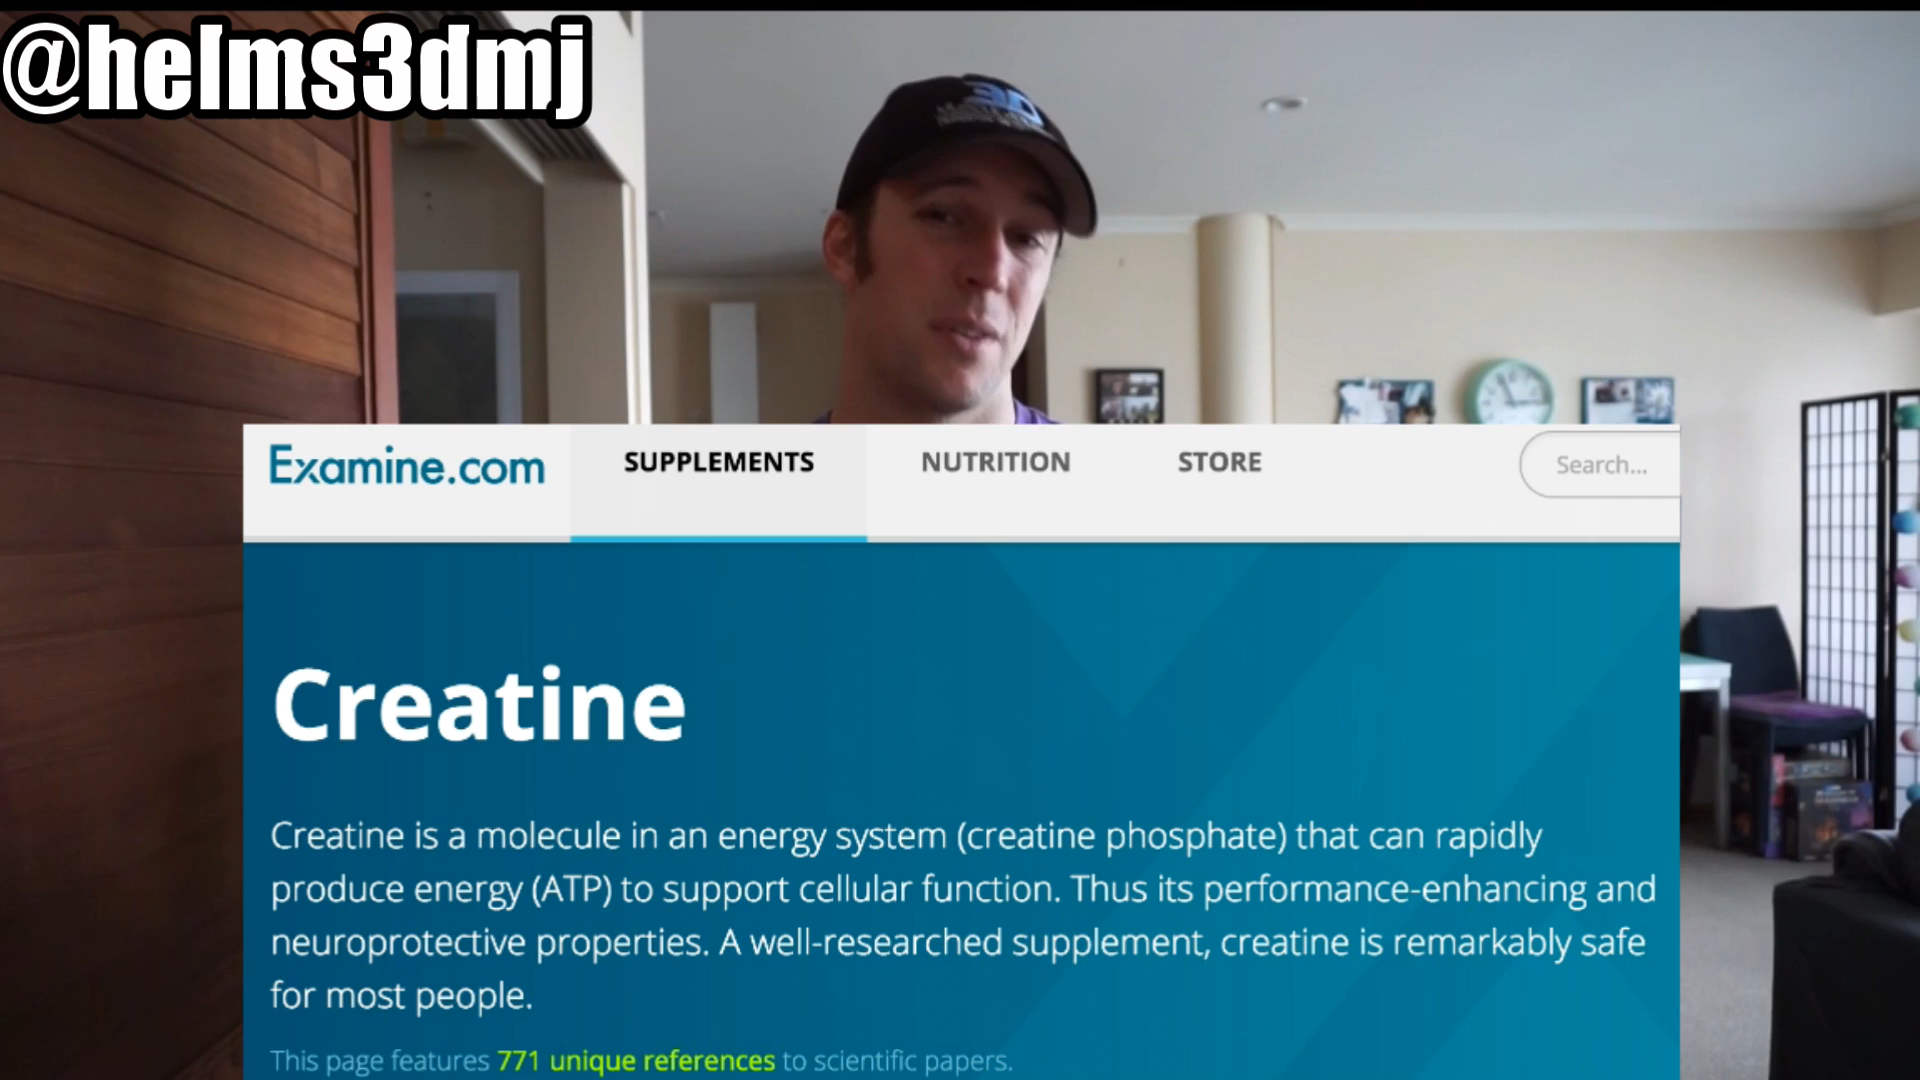 @helms3dmj
3D
Examine.com
SUPPLEMENTS
NUTRITION
STORE
Search...
Creatine
Creatine is a molecule in an energy system (creatine phosphate) that can rapidly
produce energy (ATP) to support cellular function. Thus its performance-enhancing and
neuroprotective properties. A well-researched supplement, creatine is remarkably safe
for most people.
This page features 771 unique references to scientific papers.